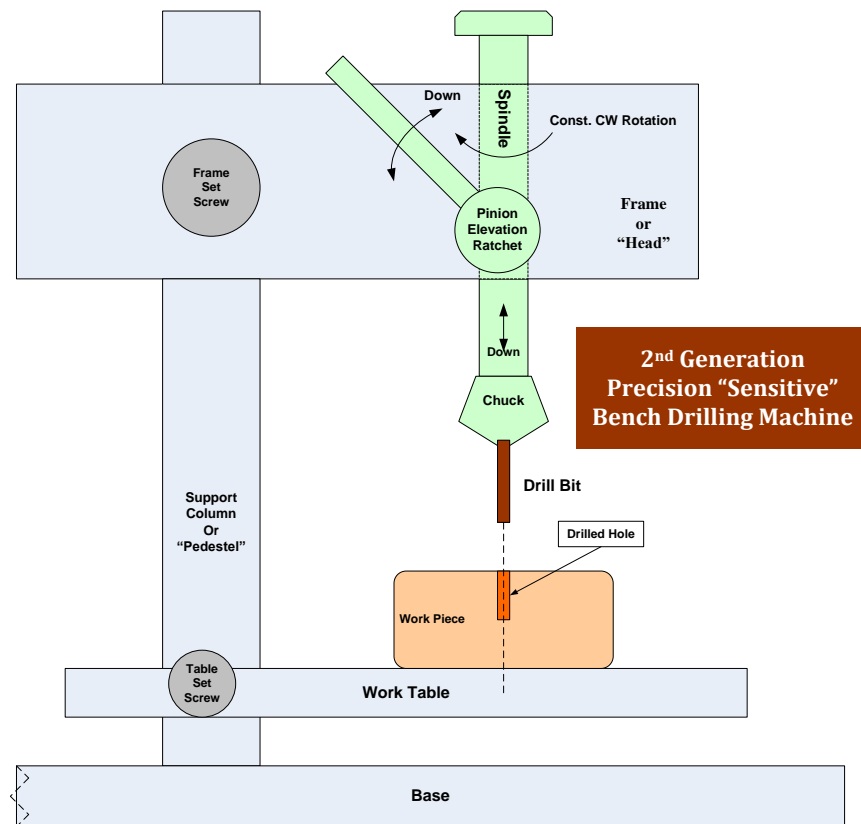 Down
Spindle
Const. CW Rotation
Frame
Set
Screw
Pinion
Elevation
Ratchet
Frame
or
“Head”
Down
2nd Generation
Precision “Sensitive”
Bench Drilling Machine
Chuck
Drill Bit
Support
Column
Or
“Pedestel”
Drilled Hole
Work Piece
Table
Set
Screw
Work Table
Base